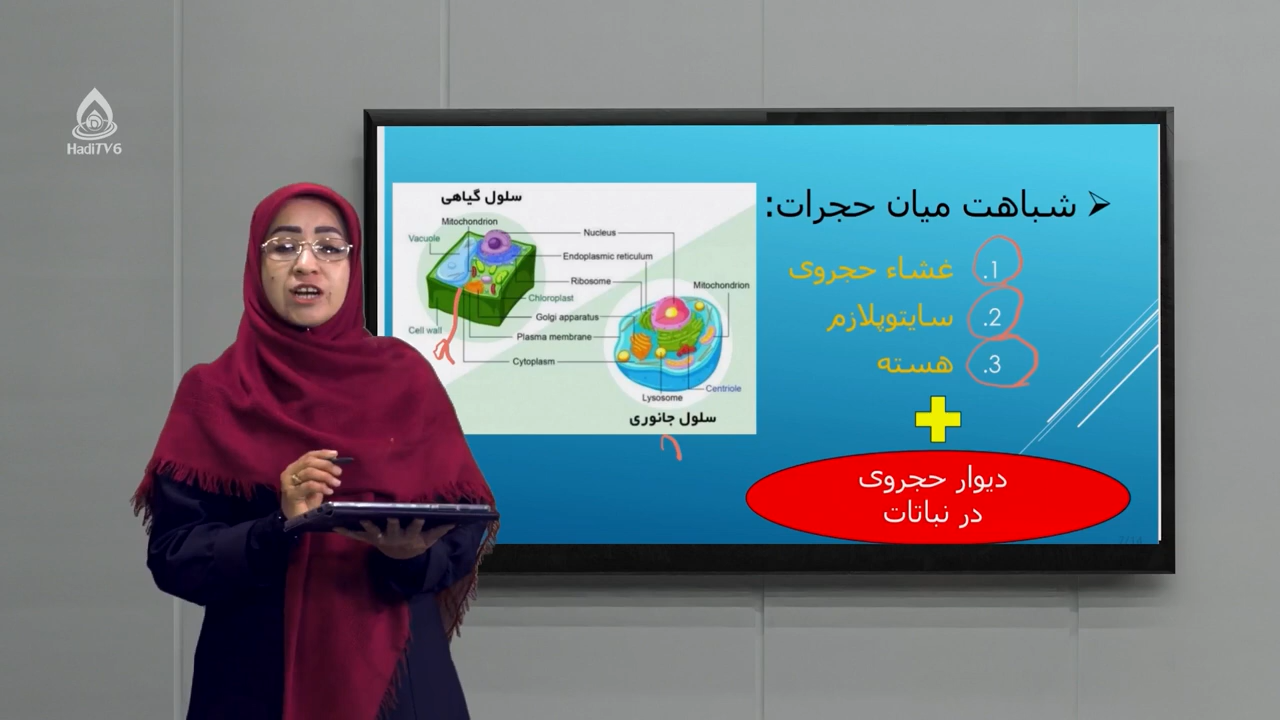 HadiTV6
شباهت میان حجرات:
1. غشاء حجروی
2. سایتوپلازم
3. هسته
دیوار حجروی
در نباتات
سلول گیاهی
Mitochondrion
Vacuole
Nucleus
Endoplasmic reticulum
Ribosome
Mitochondrion
Chloroplast
Golgi apparatus
Cell wall
Plasma membrane
Cytoplasm
Centriole
Lysosome
سلول جانوری